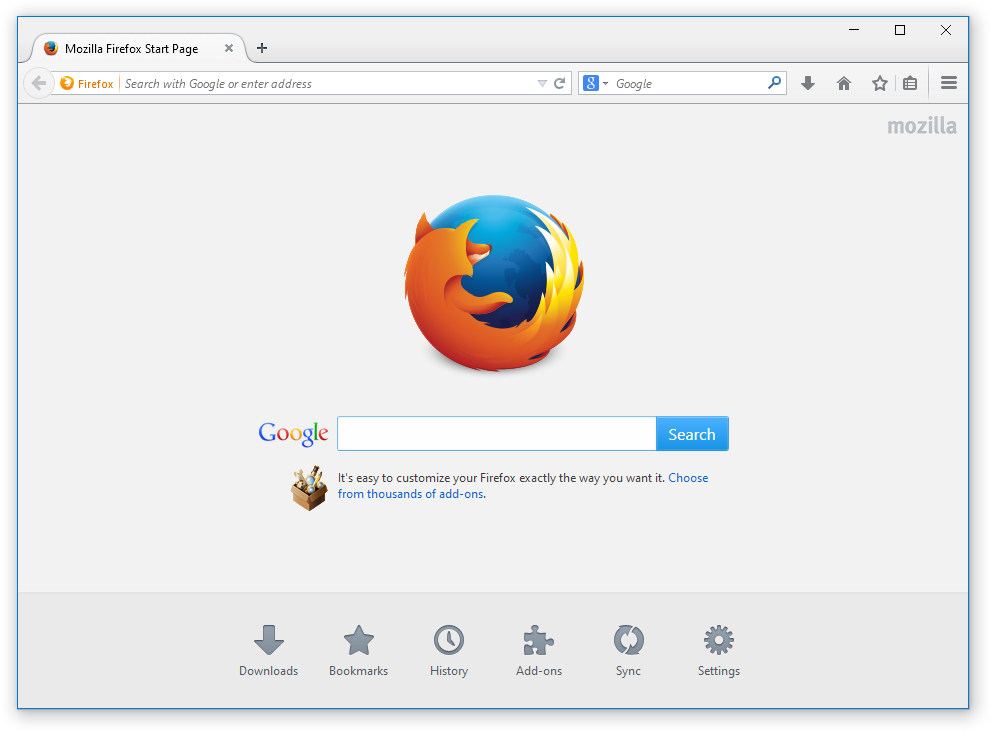 Mozilla Firefox Start Page
Firefox
Search with Google or enter address
8
Google
mozilla
Google
Search
It's easy to customize your Firefox exactly the way you want it. Choose
from thousands of add-ons.
Downloads
Bookmarks
History
Add-ons
Sync
Settings